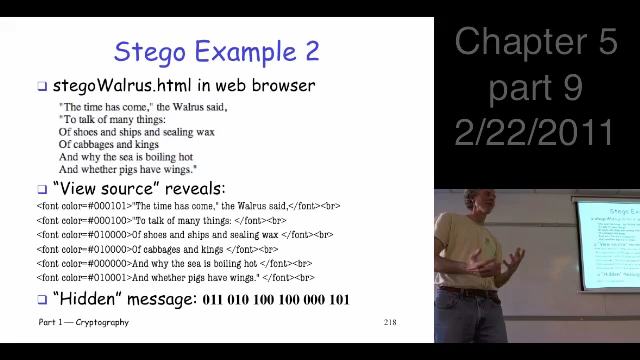 Stego Example 2
stegoWalrus.html in web browser
"The time has come," the Walrus said,
"To talk of many things:
Of shoes and ships and sealing wax
Of cabbages and kings
And why the sea is boiling hot
And whether pigs have wings."
"View source" reveals:
<font color=#000101>"The time has come," the Walrus said,</font><br>
<font color=#000100>"To talk of many things: </font><br>
<font color=#010000>Of shoes and ships and sealing wax </font><br>
<font color=#010000>Of cabbages and kings </font><br>
<font color=#000000>And why the sea is boiling hot </font><br>
<font color=#010001>And whether pigs have wings." </font><br>
"Hidden" message: 011 010 100 100 000 101
Part 1 — Cryptography
218
Chapter 5
part 9
2/22/2011
Stego Example 2